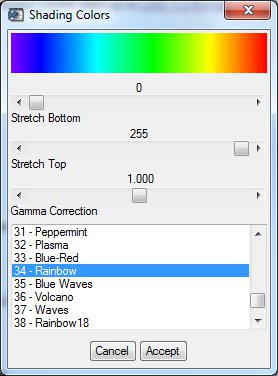 Shading Colors
0
Stretch Bottom
255
Stretch Top
1.000
Gamma Correction
31 - Peppermint
32 - Plasma
33 - Blue-Red
34 - Rainbow
35 - Blue Waves
36 - Volcano
37 - Waves
38 - Rainbow18
Cancel Accept